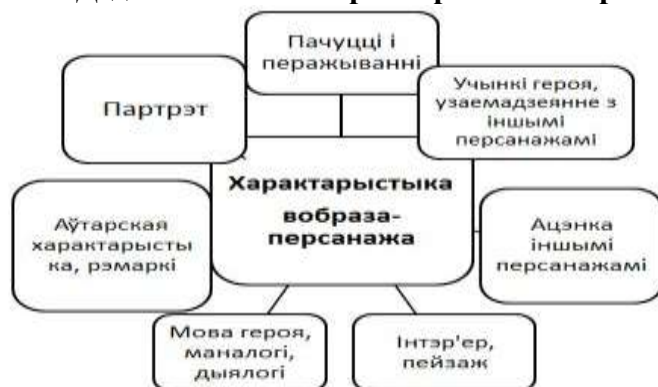 Пачуцці і
перажыванні
Партрэт
Учынкі героя,
узаемадзеянне з
іншымі
персанажамі
Характарыстыка
вобраза-
персанажа
Аўтарская
характарысты
ка, рэмаркі
Ацэнка
іншымі
персанажамі
Мова героя,
маналогі,
дыялогі
Інтэр'ер,
пейзаж